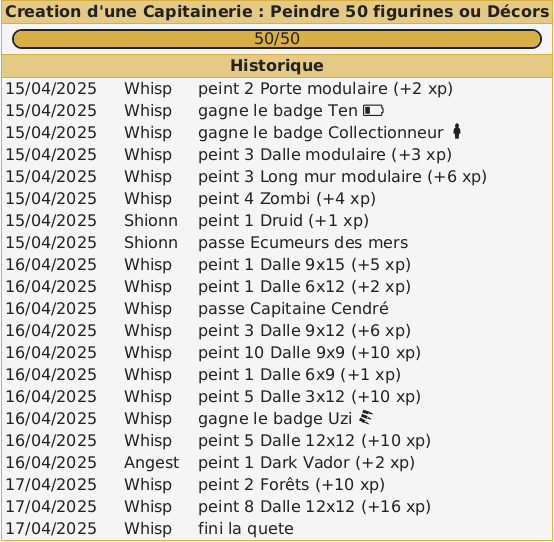 Creation d'une Capitainerie : Peindre 50 figurines ou Décors
50/50
Historique
15/04/2025 Whisp peint 2 Porte modulaire (+2 xp)
15/04/2025 Whisp gagne le badge Ten
15/04/2025 Whisp gagne le badge Collectionneur
15/04/2025 Whisp peint 3 Dalle modulaire (+3 xp)
15/04/2025 Whisp peint 3 Long mur modulaire (+6 xp)
15/04/2025 Whisp peint 4 Zombi (+4 xp)
15/04/2025 Shionn peint 1 Druid (+1 xp)
15/04/2025 Shionn passe Ecumeurs des mers
16/04/2025 Whisp peint 1 Dalle 9x15 (+5 xp)
16/04/2025 Whisp peint 1 Dalle 6x12 (+2 xp)
16/04/2025 Whisp passe Capitaine Cendré
16/04/2025 Whisp peint 3 Dalle 9x12 (+6 xp)
16/04/2025 Whisp peint 10 Dalle 9x9 (+10 xp)
16/04/2025 Whisp peint 1 Dalle 6x9 (+1 xp)
16/04/2025 Whisp peint 5 Dalle 3x12 (+10 xp)
16/04/2025 Whisp gagne le badge Uzi
16/04/2025 Whisp peint 5 Dalle 12x12 (+10 xp)
16/04/2025 Angest peint 1 Dark Vador (+2 xp)
17/04/2025 Whisp peint 2 Forêts (+10 xp)
17/04/2025 Whisp peint 8 Dalle 12x12 (+16 xp)
17/04/2025 Whisp fini la quete